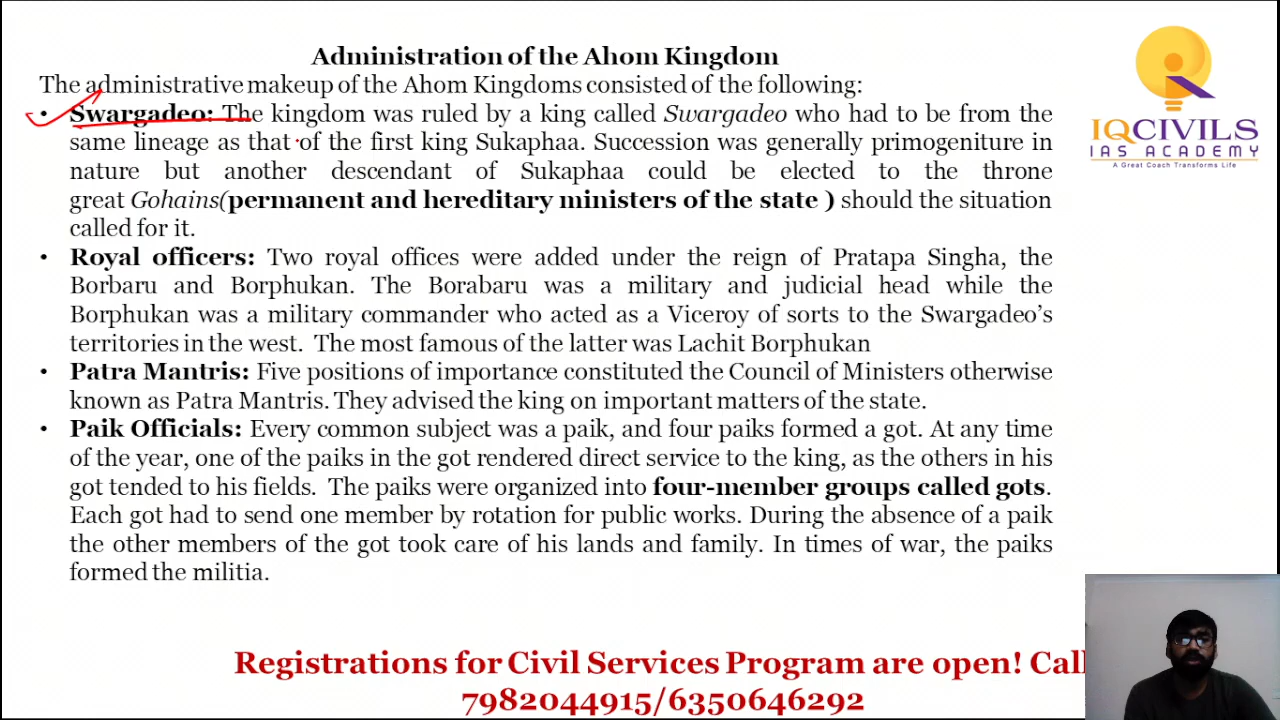 Administration of the Ahom Kingdom
The administrative makeup of the Ahom Kingdoms consisted of the following:
• Swargadeo: The kingdom was ruled by a king called Swargadeo who had to be from the
same lineage as that of the first king Sukaphaa. Succession was generally primogeniture in
nature but another descendant of Sukaphaa could be elected to the throne
great Gohains(permanent and hereditary ministers of the state ) should the situation
called for it.
• Royal officers: Two royal offices were added under the reign of Pratapa Singha, the
Borbaru and Borphukan. The Borabaru was a military and judicial head while the
Borphukan was a military commander who acted as a Viceroy of sorts to the Swargadeo’s
territories in the west. The most famous of the latter was Lachit Borphukan
• Patra Mantris: Five positions of importance constituted the Council of Ministers otherwise
known as Patra Mantris. They advised the king on important matters of the state.
• Paik Officials: Every common subject was a paik, and four paiks formed a got. At any time
of the year, one of the paiks in the got rendered direct service to the king, as the others in his
got tended to his fields. The paiks were organized into four-member groups called gots.
Each got had to send one member by rotation for public works. During the absence of a paik
the other members of the got took care of his lands and family. In times of war, the paiks
formed the militia.
IQCIVILS
IAS ACADEMY
A Great Coach Transforms Life
Registrations for Civil Services Program are open! Call
7982044915/6350646292